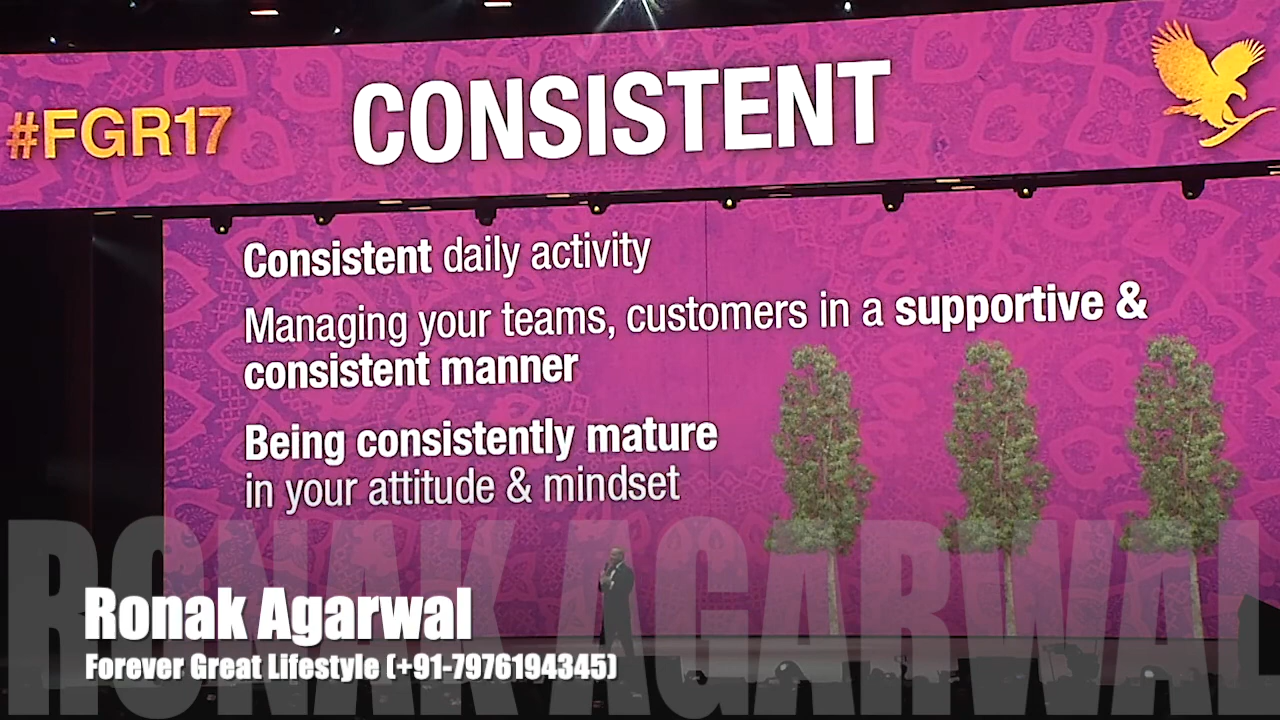 #FGR17
CONSISTENT
Consistent daily activity
Managing your teams, customers in a supportive &
consistent manner
Being consistently mature
in your attitude & mindset
RONAK AGARWAL
Ronak Agarwal
Forever Great Lifestyle (+91-7976194345)